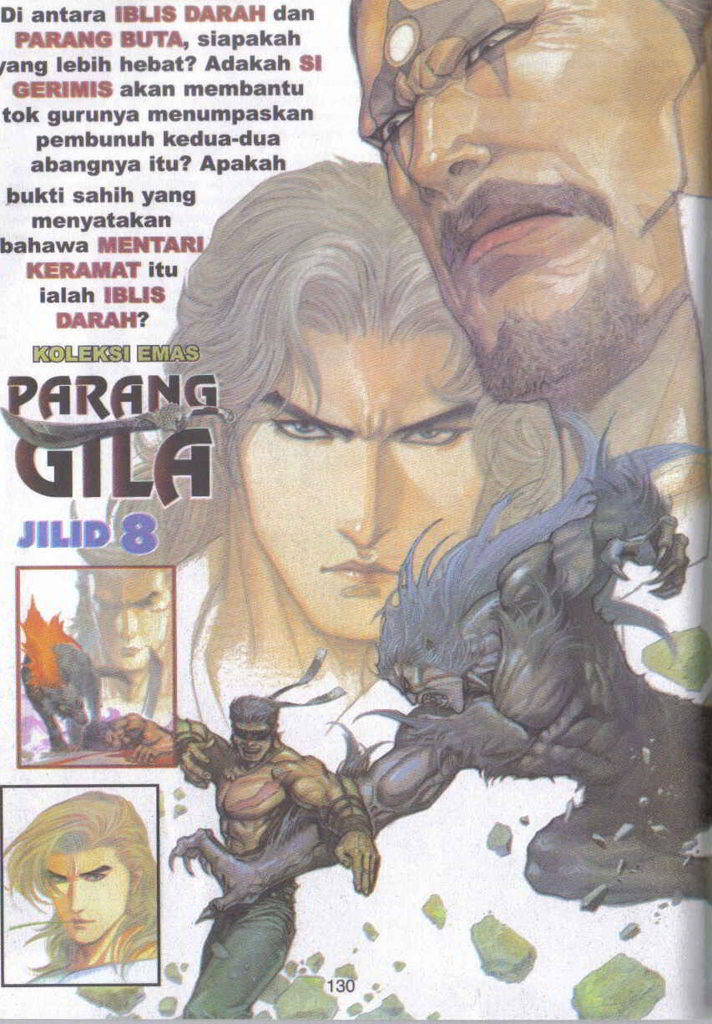 Di antara IBLIS DARAH dan
PARANG BUTA, siapakah
yang lebih hebat? Adakah SI
GERIMIS akan membantu
tok gurunya menumpaskan
pembunuh kedua-dua
abangnya itu? Apakah
bukti sahih yang
menyatakan
bahawa MENTARI
KERAMAT itu
ialah IBLIS
DARAH?
KOLEKSI EMAS
PARANG
GILA
JILID 8
130